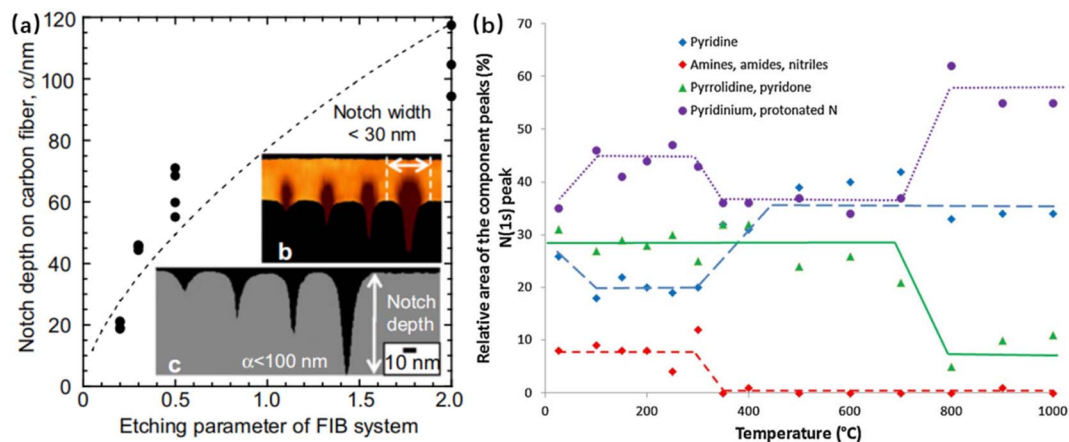 (a)
120
100
80
60
40
20
0
Notch depth on carbon fiber, α/nm
Notch width
< 30 nm
b
Notch
depth
c
α<100 nm
10 nm
0 0.5 1.0 1.5 2.0
Etching parameter of FIB system
(b)
70
60
50
40
30
20
10
0
Relative area of the component peaks (%)
N(1s) peak
Pyridine
Amines, amides, nitriles
Pyrrolidine, pyridone
Pyridinium, protonated N
0 200 400 600 800 1000
Temperature (°C)